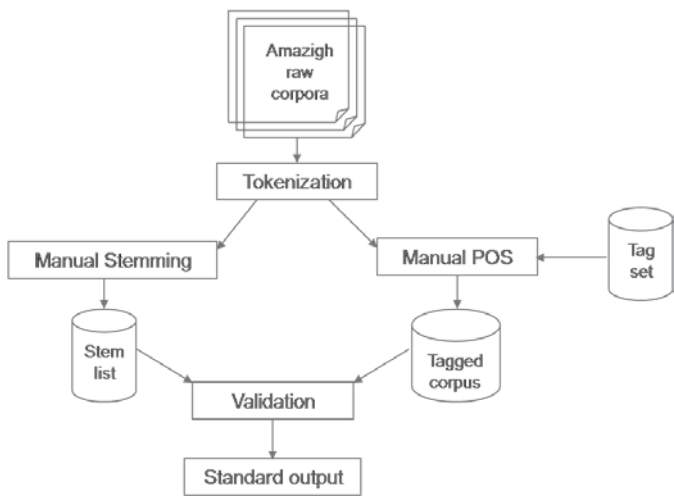 Amazigh
raw
corpora
Tokenization
Manual Stemming
Manual POS
Tag
set
Stem
list
Tagged
corpus
Validation
Standard output